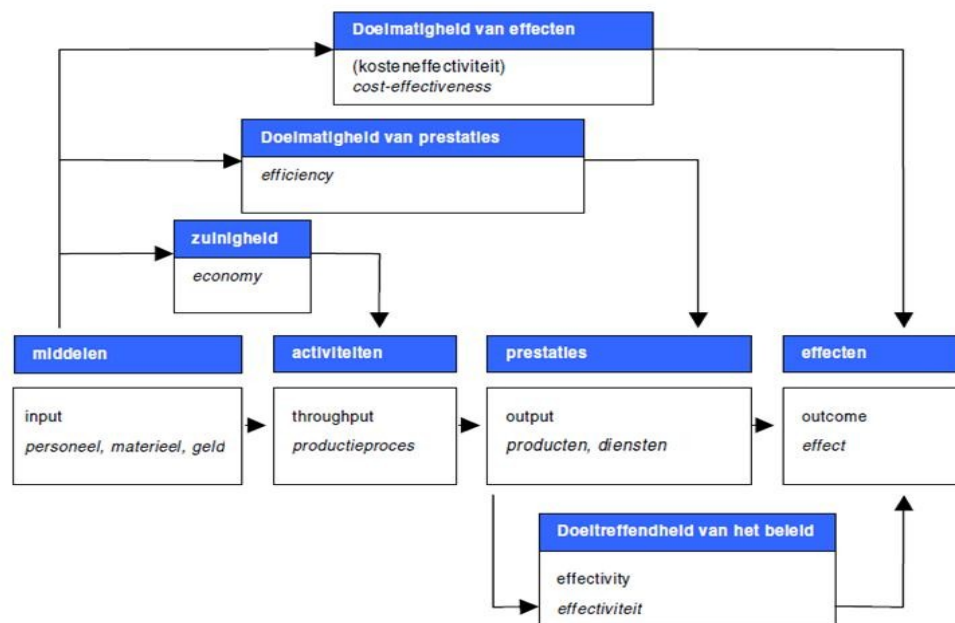 Doelmatigheid van effecten
(kosteneffectiviteit)
cost-effectiveness
Doelmatigheid van prestaties
efficiency
zuinigheid
economy
middelen
input
personeel, materieel, geld
activiteiten
throughput
productieproces
prestaties
output
producten, diensten
effecten
outcome
effect
Doeltreffendheid van het beleid
effectivity
effectiviteit